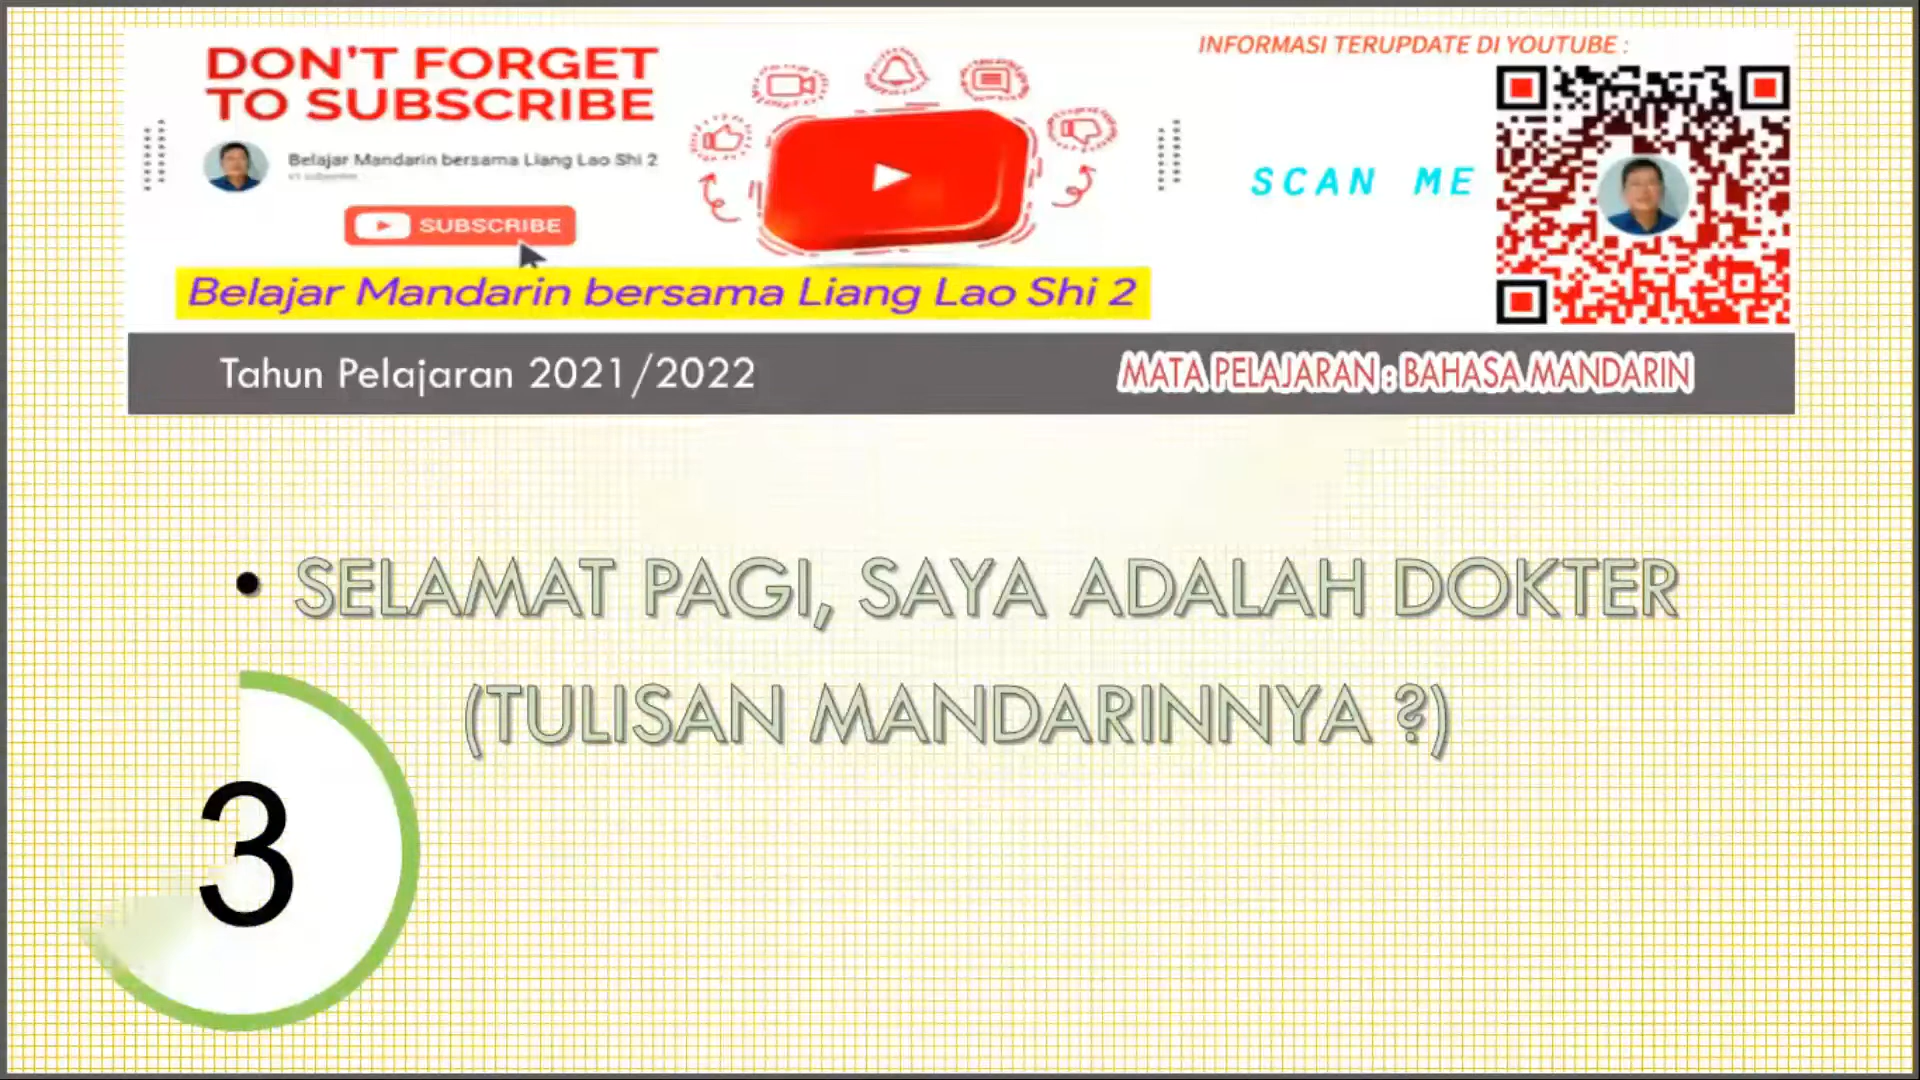 DON'T FORGET
TO SUBSCRIBE
Belajar Mandarin bersama Liang Lao Shi 2
SUBSCRIBE
Belajar Mandarin bersama Liang Lao Shi 2
INFORMASI TERUPDATE DI YOUTUBE :
SCAN ME
Tahun Pelajaran 2021/2022
MATA PELAJARAN : BAHASA MANDARIN
• SELAMAT PAGI, SAYA ADALAH DOKTER
(TULISAN MANDARINNYA ?)
3